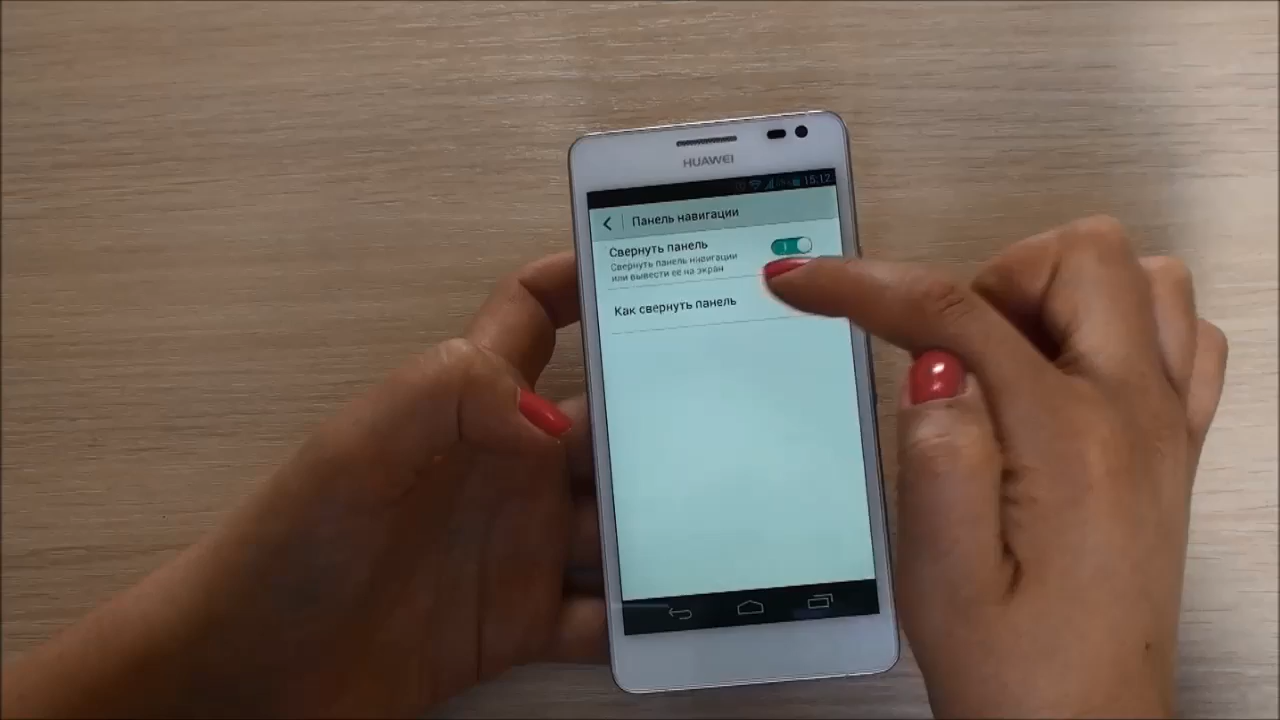 HUAWEI
15:12
Панель навигации
Свернуть панель
Свернуть панель навигации
или вывести ее на экран
Как свернуть панель